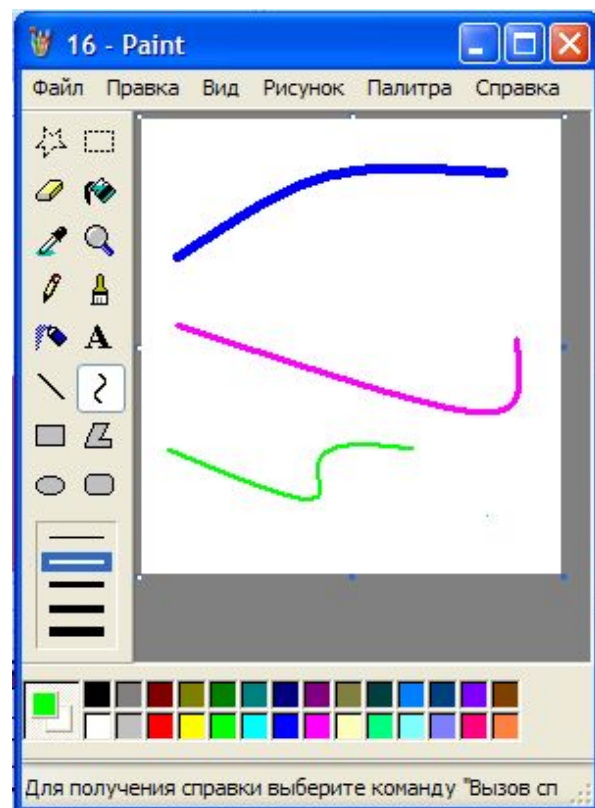 16 - Paint
Файл Правка Вид Рисунок Палитра Справка
A
Для получения справки выберите команду "Вызов сп